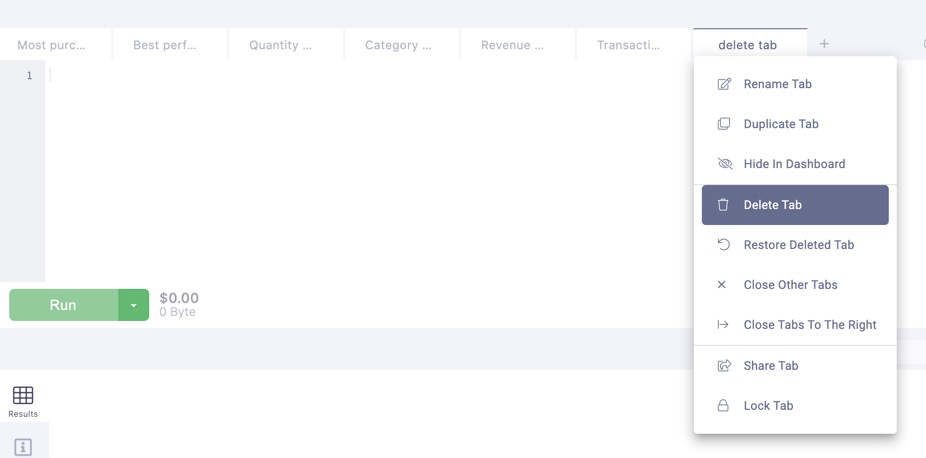 Most purc...
Best perf...
Quantity ...
Category ...
Revenue ...
Transacti...
delete tab
+
1
Rename Tab
Duplicate Tab
Hide In Dashboard
Delete Tab
Restore Deleted Tab
Close Other Tabs
Close Tabs To The Right
Share Tab
Lock Tab
Run
$0.00
0 Byte
Results